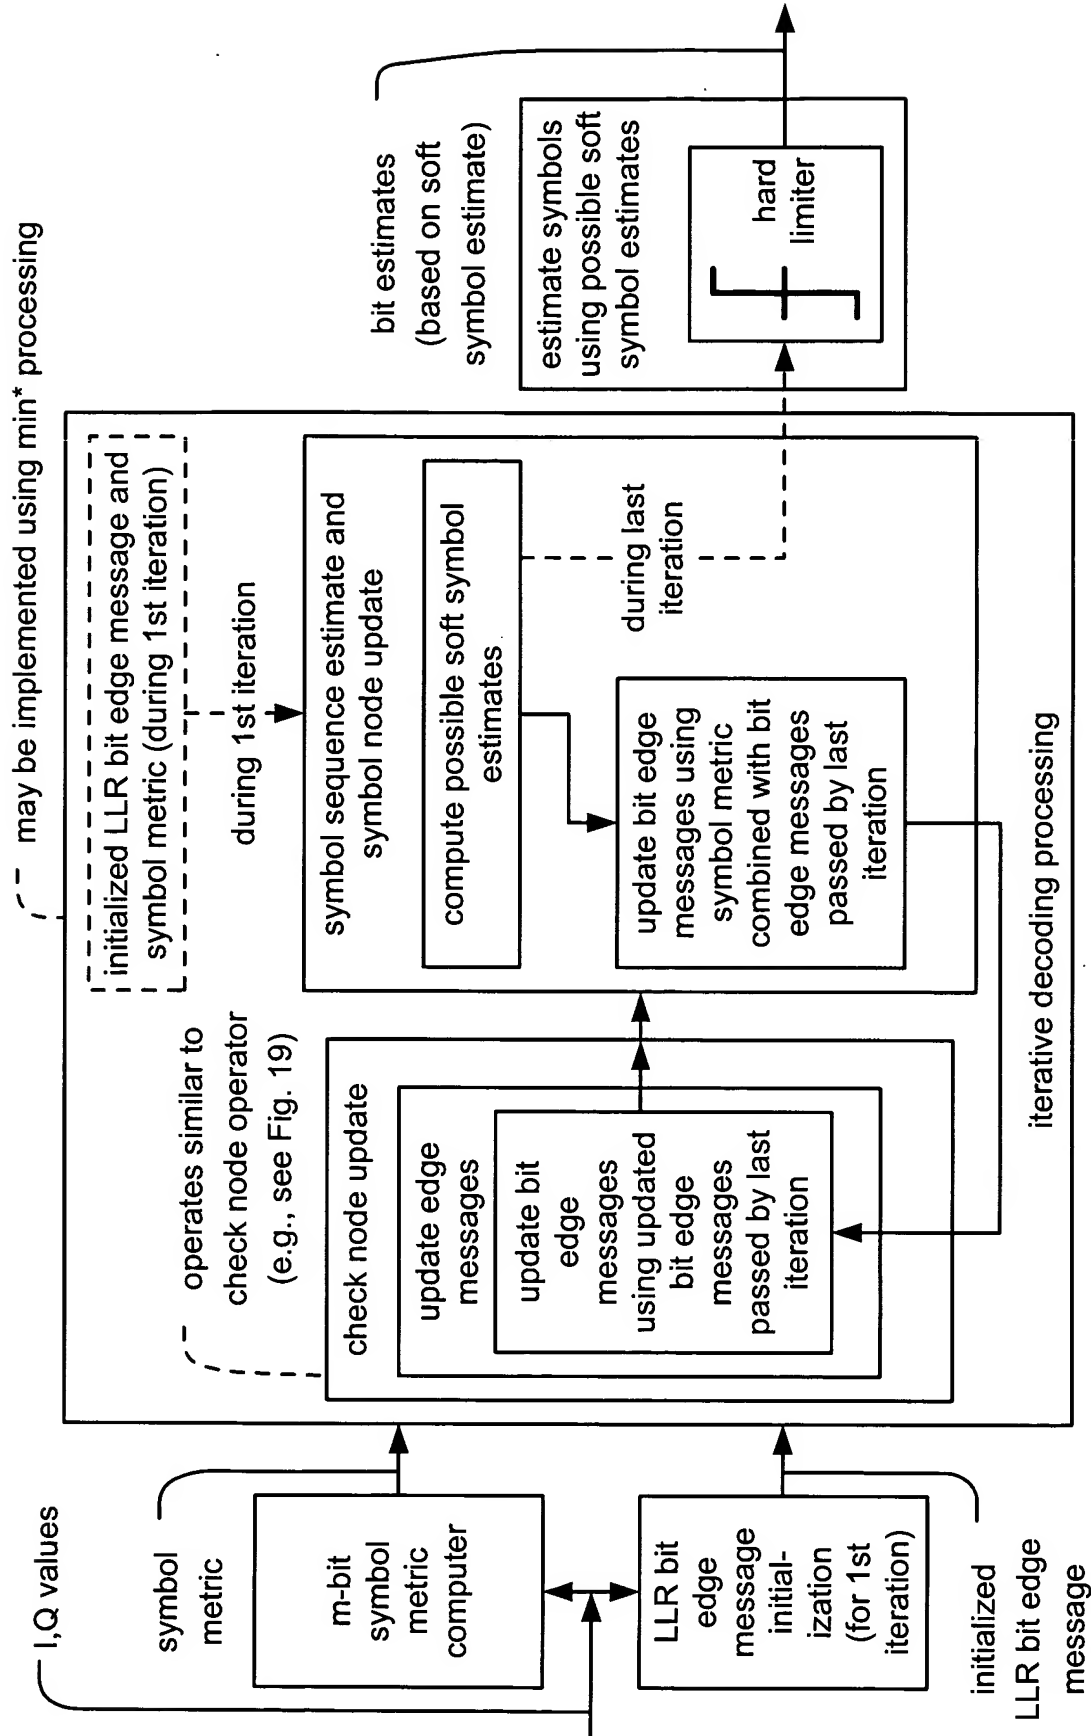 I,Q values
symbol
metric
m-bit
symbol
metric
computer
LLR bit
edge
message
initial-
ization
(for 1st
iteration)
initialized
LLR bit edge
message
may be implemented using min* processing
operates similar to
check node operator
(e.g., see Fig. 19)
check node update
update edge
messages
update bit
edge
messages
using updated
bit edge
messages
passed by last
iteration
initialized LLR bit edge message and
symbol metric (during 1st iteration)
during 1st iteration
symbol sequence estimate and
symbol node update
compute possible soft symbol
estimates
update bit edge
messages using
symbol metric
combined with bit
edge messages
passed by last
iteration
during last
iteration
iterative decoding processing
bit estimates
(based on soft
symbol estimate)
estimate symbols
using possible soft
symbol estimates
hard
limiter